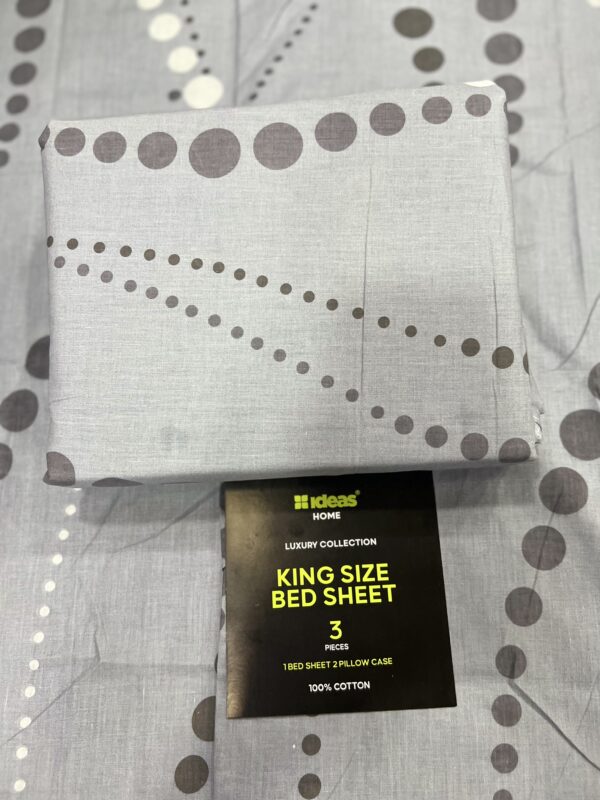 ideas®
HOME
LUXURY COLLECTION
KING SIZE
BED SHEET
3
PIECES
1 BED SHEET 2 PILLOW CASE
100% COTTON